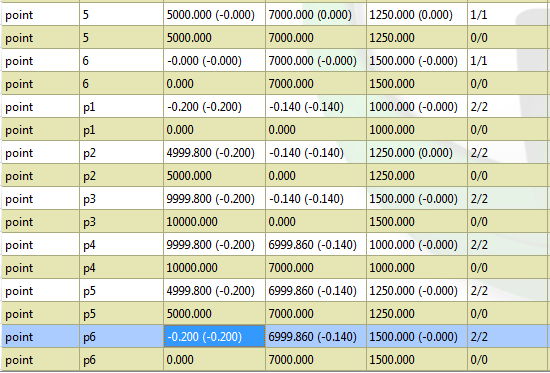 point 5 5000.000 (-0.000) 7000.000 (0.000) 1250.000 (0.000) 1/1
point 5 5000.000 7000.000 1250.000 0/0
point 6 -0.000 (-0.000) 7000.000 (-0.000) 1500.000 (-0.000) 1/1
point 6 0.000 7000.000 1500.000 0/0
point p1 -0.200 (-0.200) -0.140 (-0.140) 1000.000 (-0.000) 2/2
point p1 0.000 0.000 1000.000 0/0
point p2 4999.800 (-0.200) -0.140 (-0.140) 1250.000 (0.000) 2/2
point p2 5000.000 0.000 1250.000 0/0
point p3 9999.800 (-0.200) -0.140 (-0.140) 1500.000 (-0.000) 2/2
point p3 10000.000 0.000 1500.000 0/0
point p4 9999.800 (-0.200) 6999.860 (-0.140) 1000.000 (-0.000) 2/2
point p4 10000.000 7000.000 1000.000 0/0
point p5 4999.800 (-0.200) 6999.860 (-0.140) 1250.000 (-0.000) 2/2
point p5 5000.000 7000.000 1250.000 0/0
point p6 -0.200 (-0.200) 6999.860 (-0.140) 1500.000 (-0.000) 2/2
point p6 0.000 7000.000 1500.000 0/0